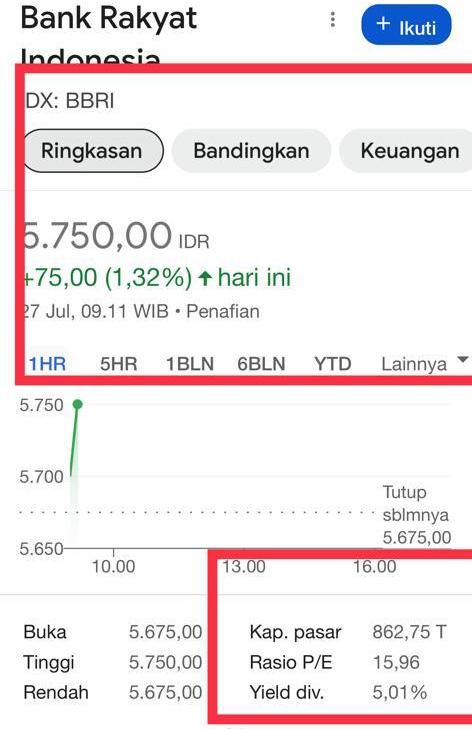 Bank Rakyat
Indonesia
+ Ikuti
IDX: BBRI
Ringkasan
Bandingkan
Keuangan
5.750,00 IDR
+75,00 (1,32%) ↑ hari ini
27 Jul, 09.11 WIB • Penafian
1HR 5HR 1BLN 6BLN YTD Lainnya
5.750
5.700
5.650
Tutup
sblmnya
5.675,00
10.00 13.00 16.00
Buka 5.675,00 Kap. pasar 862,75 T
Tinggi 5.750,00 Rasio P/E 15,96
Rendah 5.675,00 Yield div. 5,01%